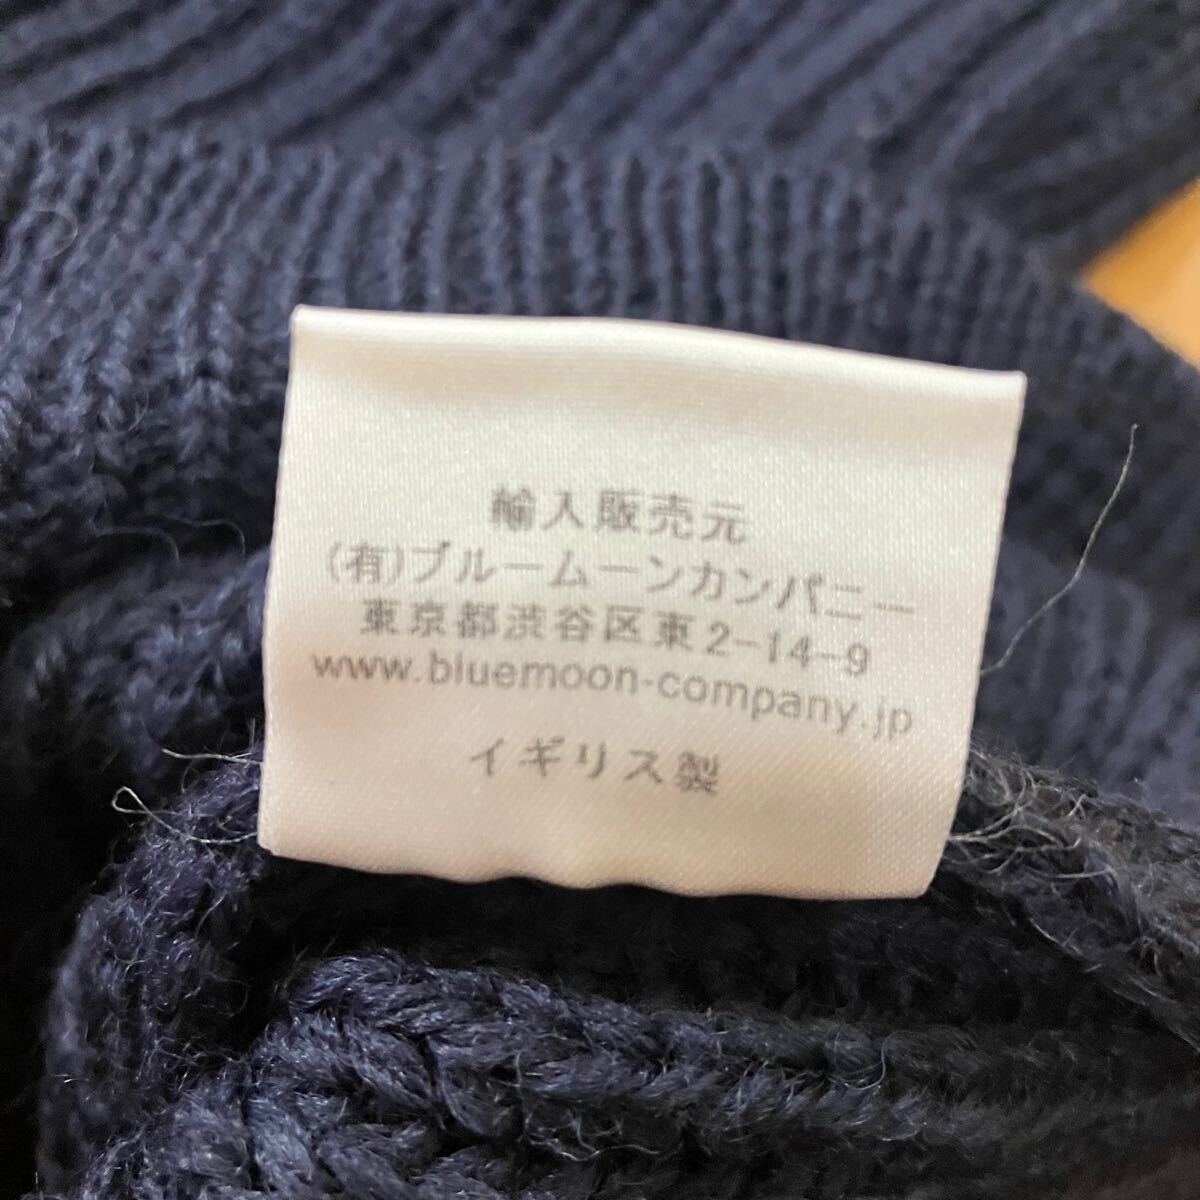 輸入販売元
(有)ブルームーンカンパニー
東京都渋谷区東2-14-9
www.bluemoon-company.jp
イギリス製